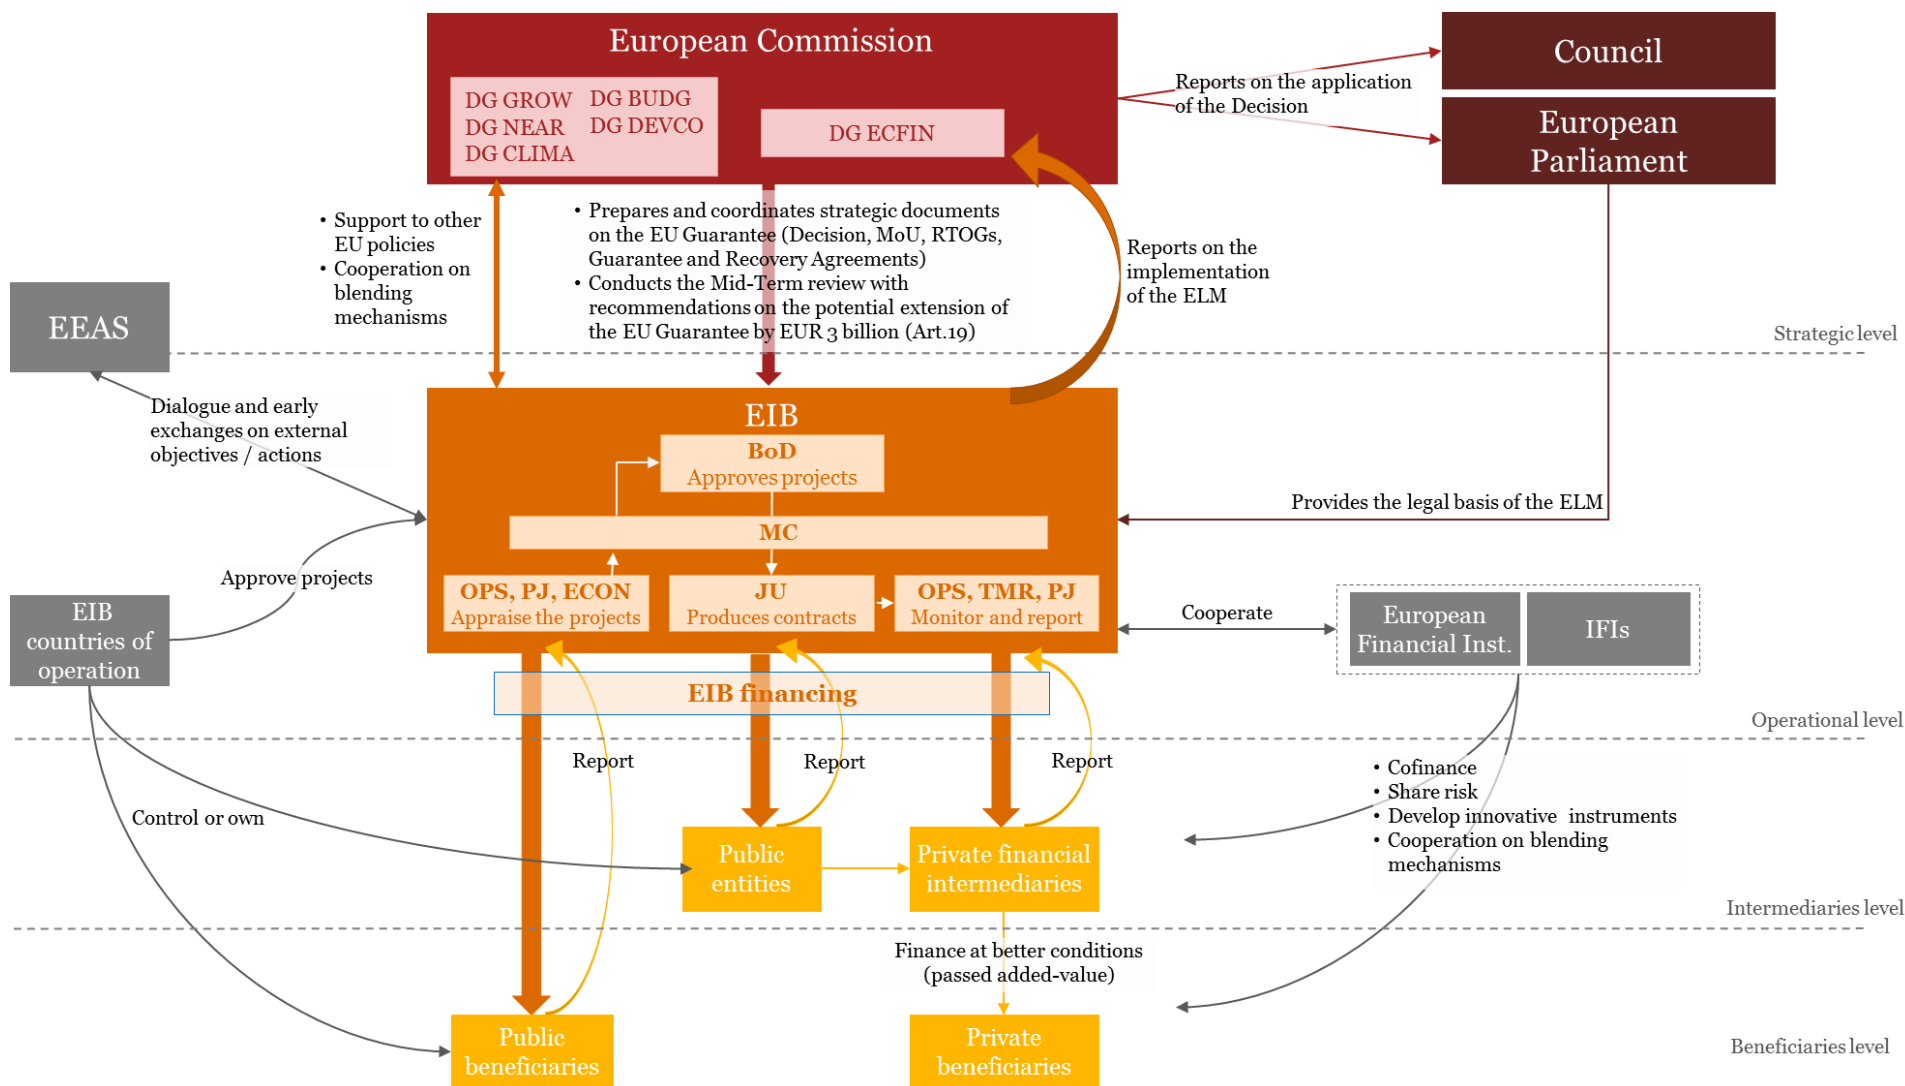 European Commission
DG GROW
DG NEAR
DG CLIMA
DG BUDG
DG DEVCO
DG ECFIN
Reports on the application
of the Decision
Council
European
Parliament
• Support to other
EU policies
• Cooperation on
blending
mechanisms
• Prepares and coordinates strategic documents
on the EU Guarantee (Decision, MoU, RTOGs,
Guarantee and Recovery Agreements)
• Conducts the Mid-Term review with
recommendations on the potential extension of
the EU Guarantee by EUR 3 billion (Art.19)
Reports on the
implementation
of the ELM
EEAS
Strategic level
Dialogue and early
exchanges on external
objectives / actions
EIB
BoD
Approves projects
MC
OPS, PJ, ECON
Appraise the projects
JU
Produces contracts
OPS, TMR, PJ
Monitor and report
Provides the legal basis of the ELM
Approve projects
EIB
countries of
operation
Cooperate
European
Financial Inst.
IFIs
EIB financing
Operational level
Report
Report
Report
Control or own
• Cofinance
• Share risk
• Develop innovative instruments
• Cooperation on blending
mechanisms
Public
entities
Private financial
intermediaries
Intermediaries level
Finance at better conditions
(passed added-value)
Public
beneficiaries
Private
beneficiaries
Beneficiaries level